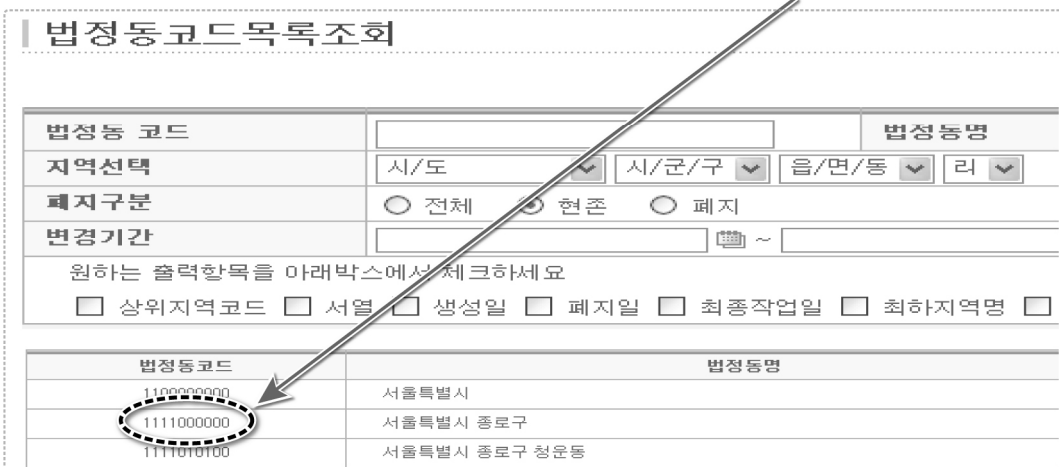 법정동코드목록조회
법정동 코드 법정동명
지역선택 시/도 시/군/구 읍/면/동 리
폐지구분 전체 현존 폐지
변경기간 ~
원하는 출력항목을 아래박스에서 체크하세요
상위지역코드 서열 생성일 폐지일 최종작업일 최하지역명
법정동코드 법정동명
1100000000 서울특별시
1111000000 서울특별시 종로구
1111010100 서울특별시 종로구 청운동